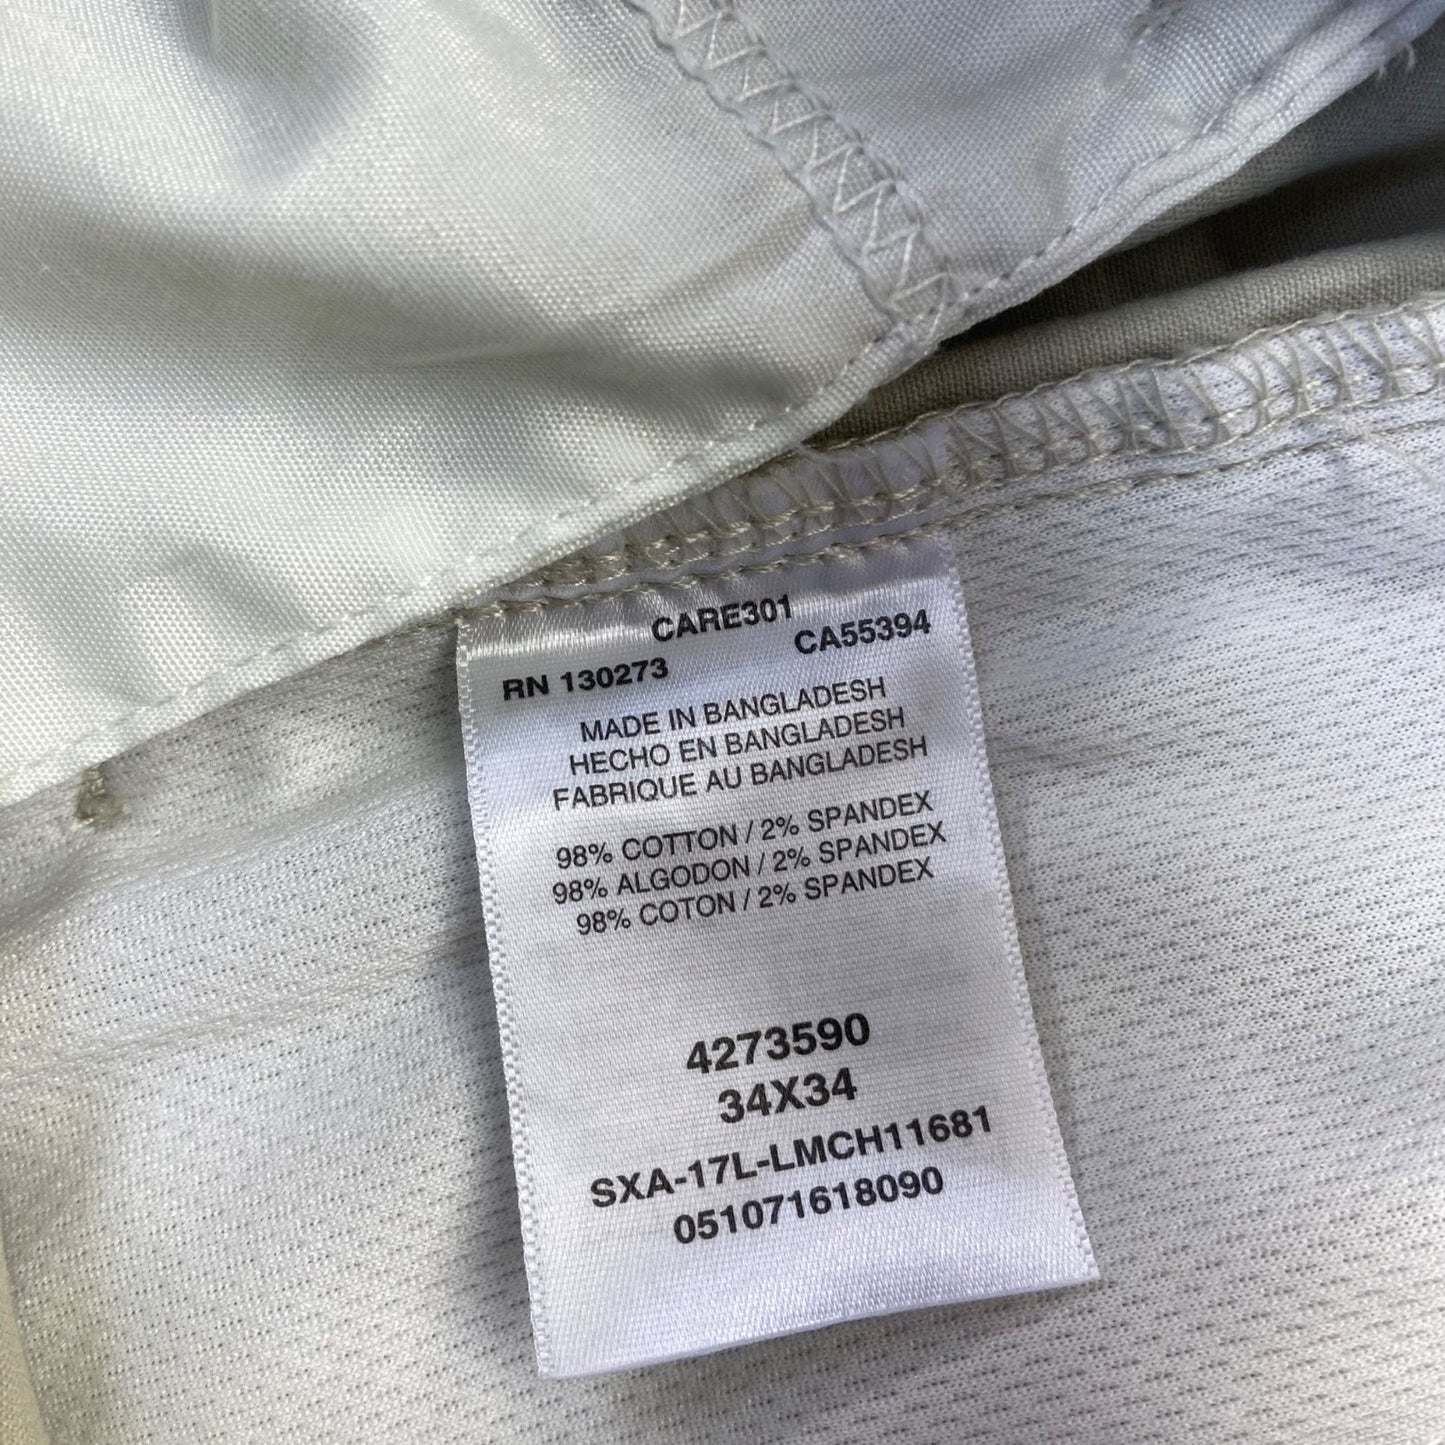 CARE301
CA55394
RN 130273
MADE IN BANGLADESH
HECHO EN BANGLADESH
FABRIQUE AU BANGLADESH
98% COTTON / 2% SPANDEX
98% ALGODON / 2% SPANDEX
98% COTON / 2% SPANDEX
4273590
34X34
SXA-17L-LMCH11681
051071618090